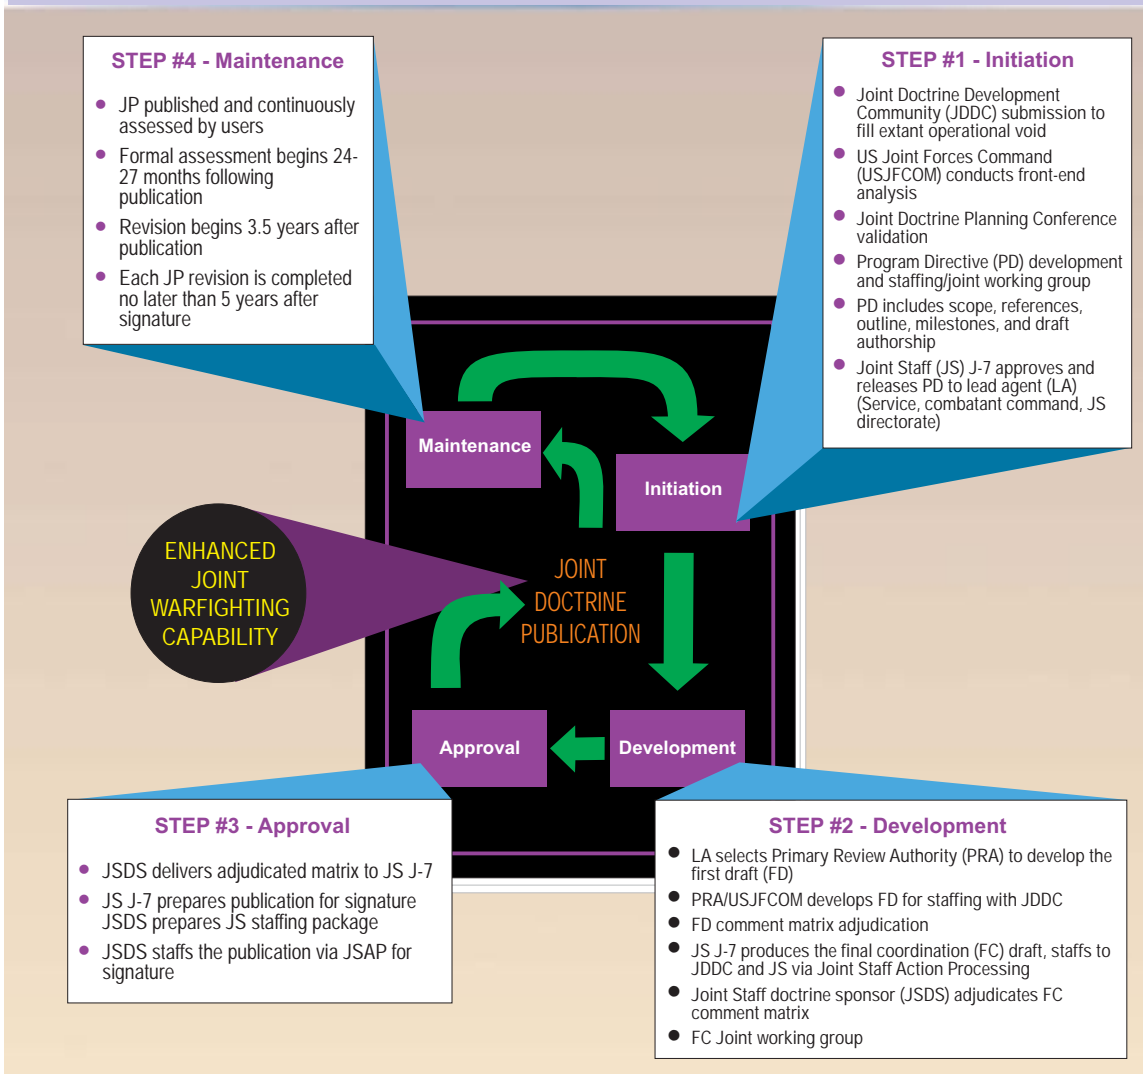 STEP #4 - Maintenance
• JP published and continuously
assessed by users
• Formal assessment begins 24-
27 months following
publication
• Revision begins 3.5 years after
publication
• Each JP revision is completed
no later than 5 years after
signature
STEP #1 - Initiation
• Joint Doctrine Development
Community (JDDC) submission to
fill extant operational void
• US Joint Forces Command
(USJFCOM) conducts front-end
analysis
• Joint Doctrine Planning Conference
validation
• Program Directive (PD) development
and staffing/joint working group
• PD includes scope, references,
outline, milestones, and draft
authorship
• Joint Staff (JS) J-7 approves and
releases PD to lead agent (LA)
(Service, combatant command, JS
directorate)
Maintenance
Initiation
ENHANCED
JOINT
WARFIGHTING
CAPABILITY
JOINT
DOCTRINE
PUBLICATION
Approval
Development
STEP #3 - Approval
• JSDS delivers adjudicated matrix to JS J-7
• JS J-7 prepares publication for signature
JSDS prepares JS staffing package
• JSDS staffs the publication via JSAP for
signature
STEP #2 - Development
• LA selects Primary Review Authority (PRA) to develop the
first draft (FD)
• PRA/USJFCOM develops FD for staffing with JDDC
• FD comment matrix adjudication
• JS J-7 produces the final coordination (FC) draft, staffs to
JDDC and JS via Joint Staff Action Processing
• Joint Staff doctrine sponsor (JSDS) adjudicates FC
comment matrix
• FC Joint working group